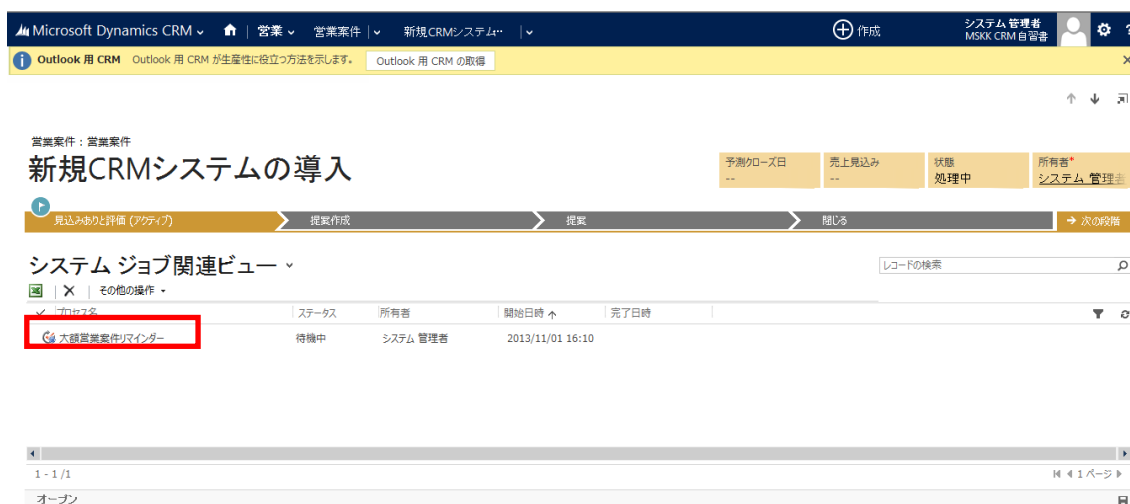 Microsoft Dynamics CRM 営業 営業案件 新規CRMシステム… 作成 システム 管理者
MSKK CRM 自習書
Outlook 用 CRM Outlook 用 CRM が生産性に役立つ方法を示します。 Outlook 用 CRM の取得
営業案件 : 営業案件
新規CRMシステムの導入
予測クローズ日 売上見込み 状態 所有者*
-- -- 処理中 システム 管理者
見込みありと評価 (アクティブ) 提案作成 提案 閉じる → 次の段階
システム ジョブ関連ビュー
レコードの検索
その他の操作
プロセス名 ステータス 所有者 開始日時 完了日時
大額営業案件リマインダー 待機中 システム 管理者 2013/11/01 16:10
1 - 1 /1 1 ページ
オープン